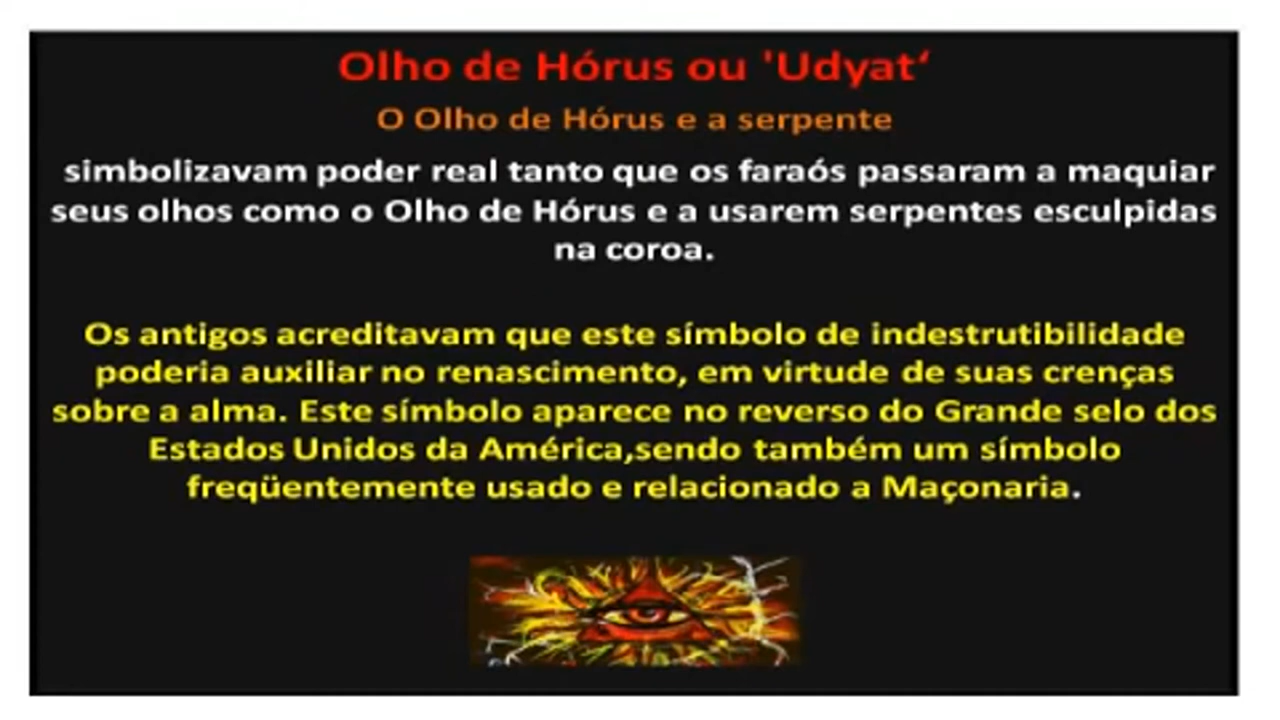 Olho de Hórus ou 'Udyat‘
O Olho de Hórus e a serpente
simbolizavam poder real tanto que os faraós passaram a maquiar
seus olhos como o Olho de Hórus e a usarem serpentes esculpidas
na coroa.
Os antigos acreditavam que este símbolo de indestrutibilidade
poderia auxiliar no renascimento, em virtude de suas crenças
sobre a alma. Este símbolo aparece no reverso do Grande selo dos
Estados Unidos da América,sendo também um símbolo
freqüentemente usado e relacionado a Maçonaria.